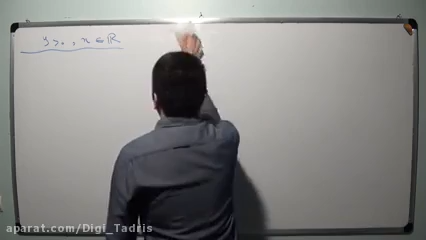 y > 0 , x ∈ ℝ
aparat.com/Digi_Tadris